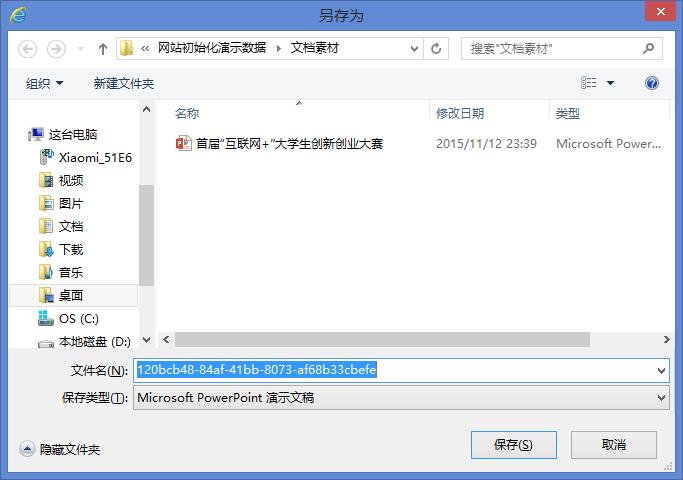 另存为
« 网站初始化演示数据 文档素材
搜索"文档素材"
组织 新建文件夹
名称 修改日期 类型
这台电脑
Xiaomi_51E6
视频
图片
文档
下载
音乐
桌面
OS (C:)
本地磁盘 (D:)
首届“互联网+”大学生创新创业大赛 2015/11/12 23:39 Microsoft Power...
文件名(N): 120bcb48-84af-41bb-8073-af68b33cbefe
保存类型(T): Microsoft PowerPoint 演示文稿
隐藏文件夹
保存(S) 取消